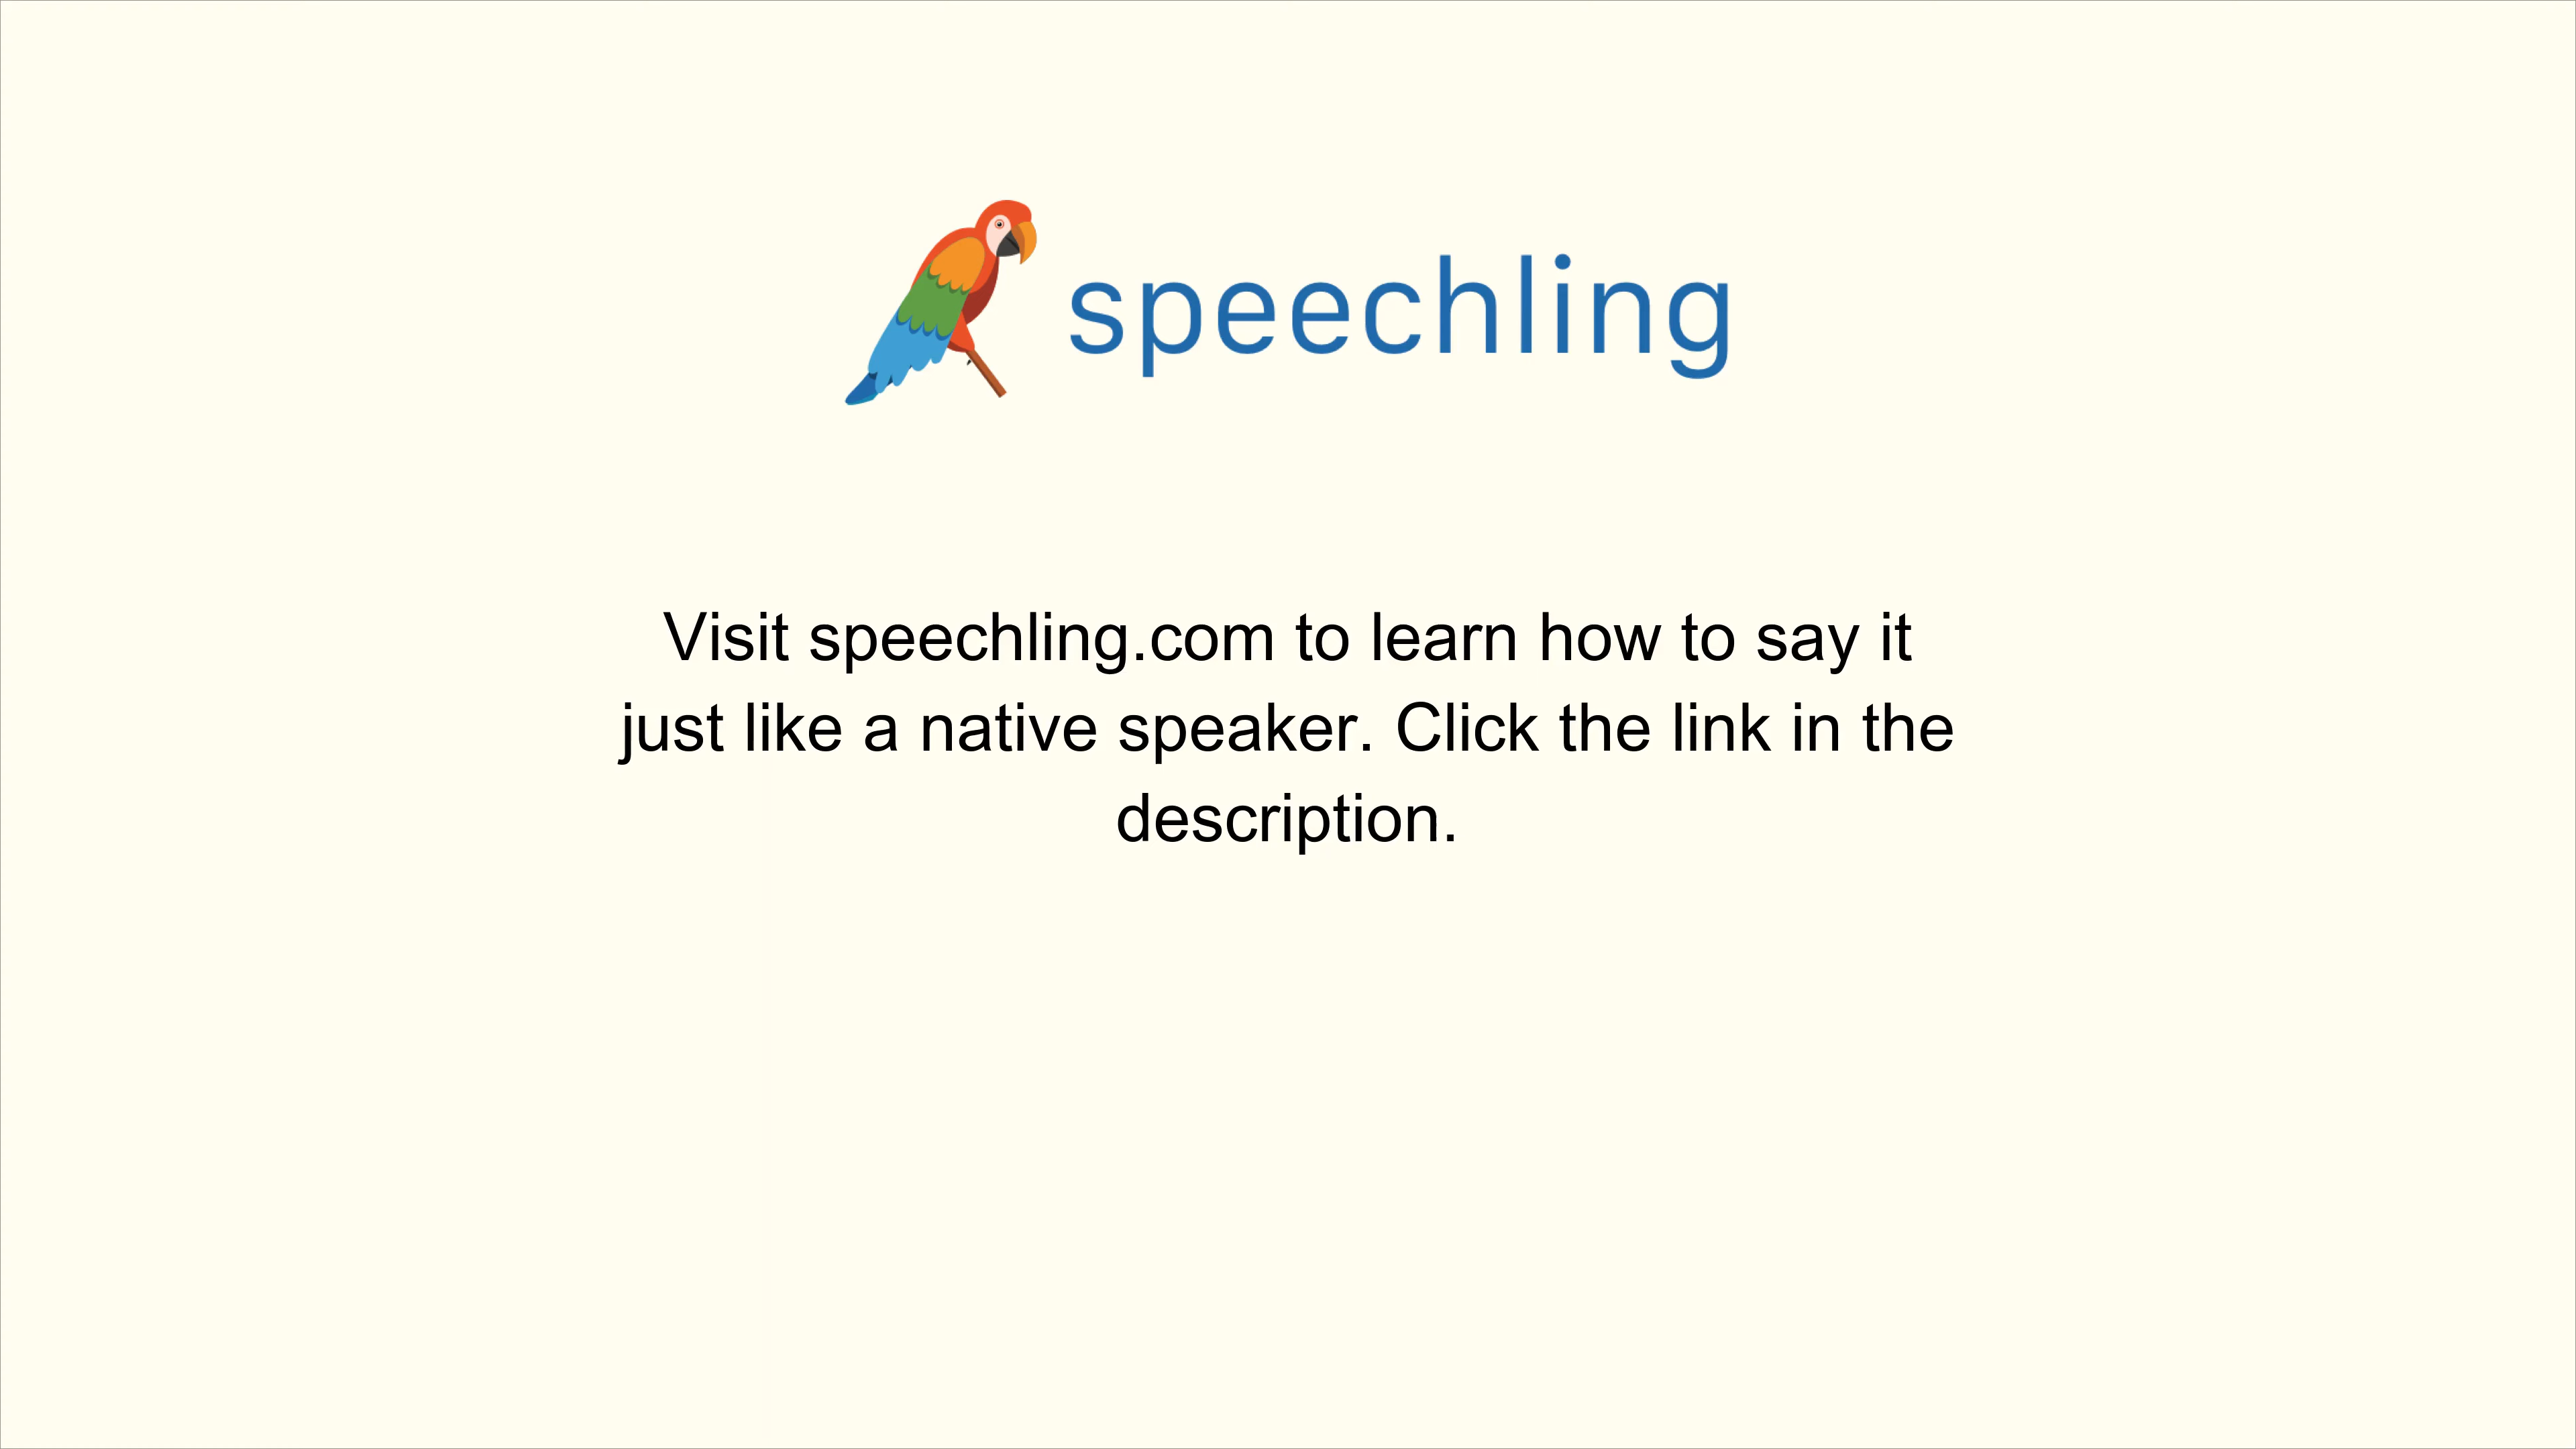 speechling
Visit speechling.com to learn how to say it
just like a native speaker. Click the link in the
description.